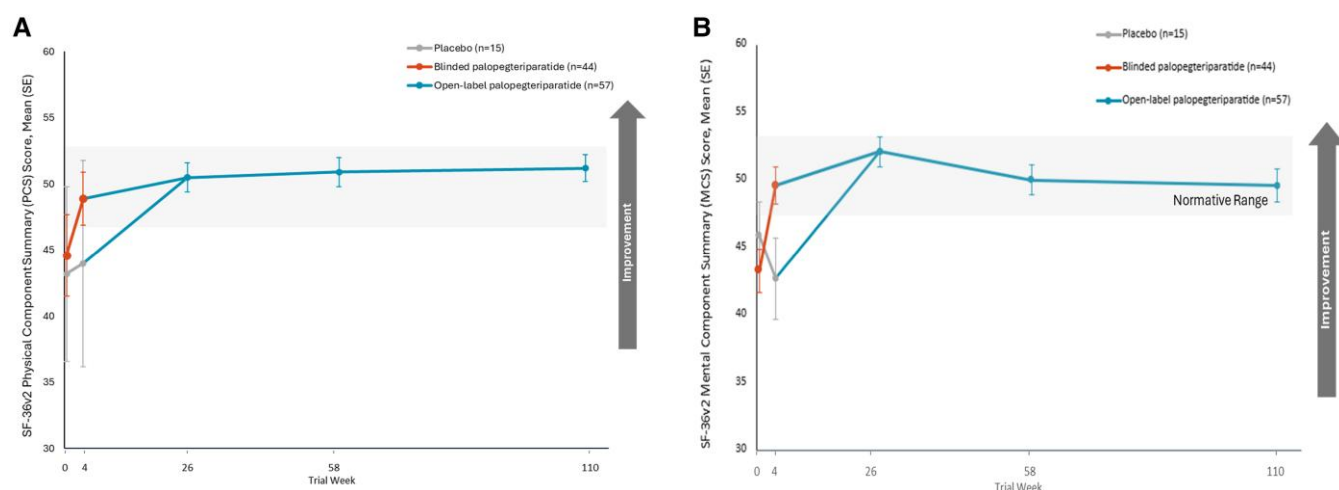 A
SF-36v2 Physical Component Summary (PCS) Score, Mean (SE)
60
55
50
45
40
35
30
0 4 26 58 110
Trial Week
Placebo (n=15)
Blinded palopegteriparatide (n=44)
Open-label palopegteriparatide (n=57)
Improvement
B
SF-36v2 Mental Component Summary (MCS) Score, Mean (SE)
60
55
50
45
40
35
30
0 4 26 58 110
Trial Week
Placebo (n=15)
Blinded palopegteriparatide (n=44)
Open-label palopegteriparatide (n=57)
Normative Range
Improvement